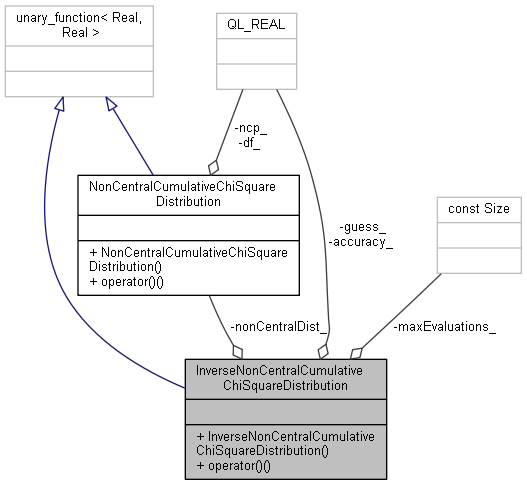 unary_function< Real,
Real >
QL_REAL
-ncp_
-df_
NonCentralCumulativeChiSquare
Distribution
+ NonCentralCumulativeChiSquare
Distribution()
+ operator()()
const Size
-guess_
-accuracy_
-nonCentralDist_
-maxEvaluations_
InverseNonCentralCumulative
ChiSquareDistribution
+ InverseNonCentralCumulative
ChiSquareDistribution()
+ operator()()